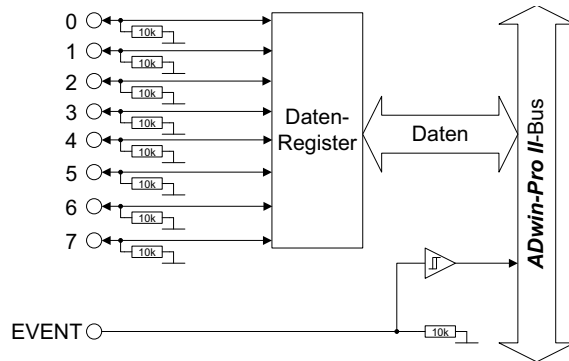 0
10k
1
10k
2
10k
3
10k
4
10k
5
10k
6
10k
7
10k
Daten-
Register
Daten
ADwin-Pro II-Bus
EVENT
10k